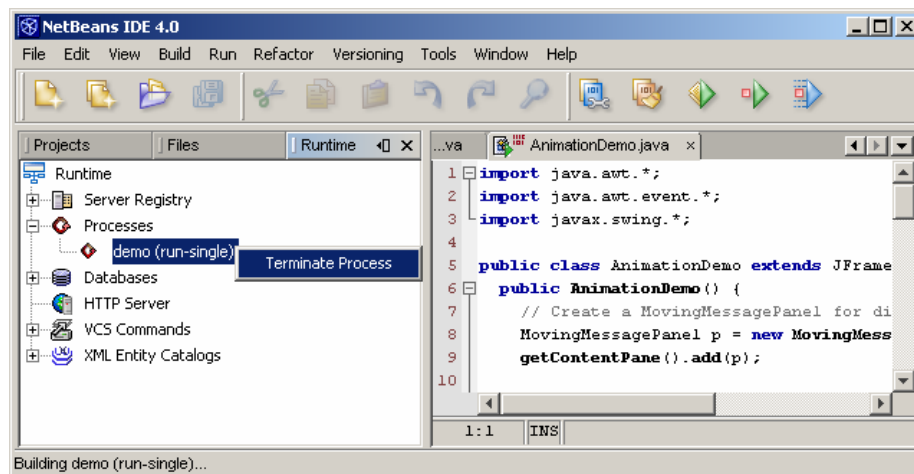 NetBeans IDE 4.0
File Edit View Build Run Refactor Versioning Tools Window Help
Projects Files Runtime
...va AnimationDemo.java
Runtime
Server Registry
Processes
demo (run-single)
Terminate Process
Databases
HTTP Server
VCS Commands
XML Entity Catalogs
1 import java.awt.*;
2 import java.awt.event.*;
3 import javax.swing.*;
4
5 public class AnimationDemo extends JFrame
6 public AnimationDemo() {
7 // Create a MovingMessagePanel for di
8 MovingMessagePanel p = new MovingMess
9 getContentPane().add(p);
10
1:1 INS
Building demo (run-single)...